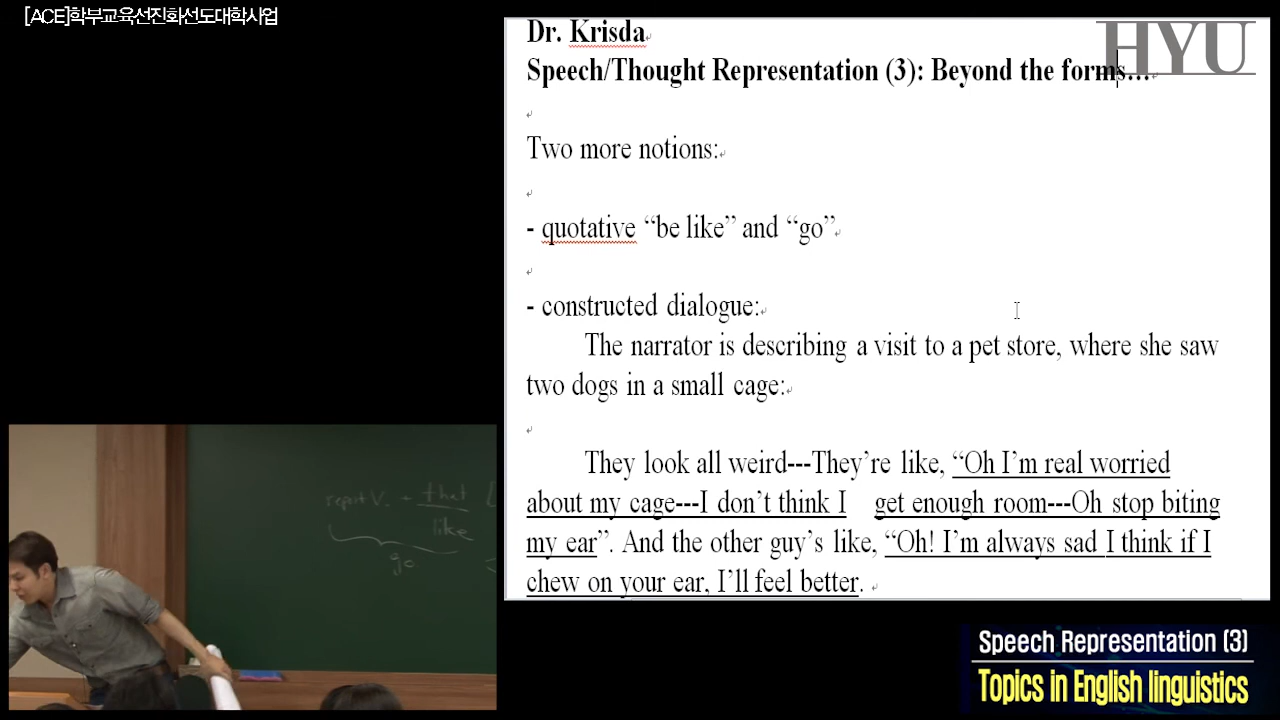 [ACE]학부교육선진화선도대학사업
HYU
Dr. Krisda
Speech/Thought Representation (3): Beyond the forms…
Two more notions:
- quotative “be like” and “go”
- constructed dialogue:
The narrator is describing a visit to a pet store, where she saw
two dogs in a small cage:
They look all weird---They’re like, “Oh I’m real worried
about my cage---I don’t think I get enough room---Oh stop biting
my ear”. And the other guy’s like, “Oh! I’m always sad I think if I
chew on your ear, I’ll feel better.
report V. + that
like
go
Speech Representation (3)
Topics in English linguistics